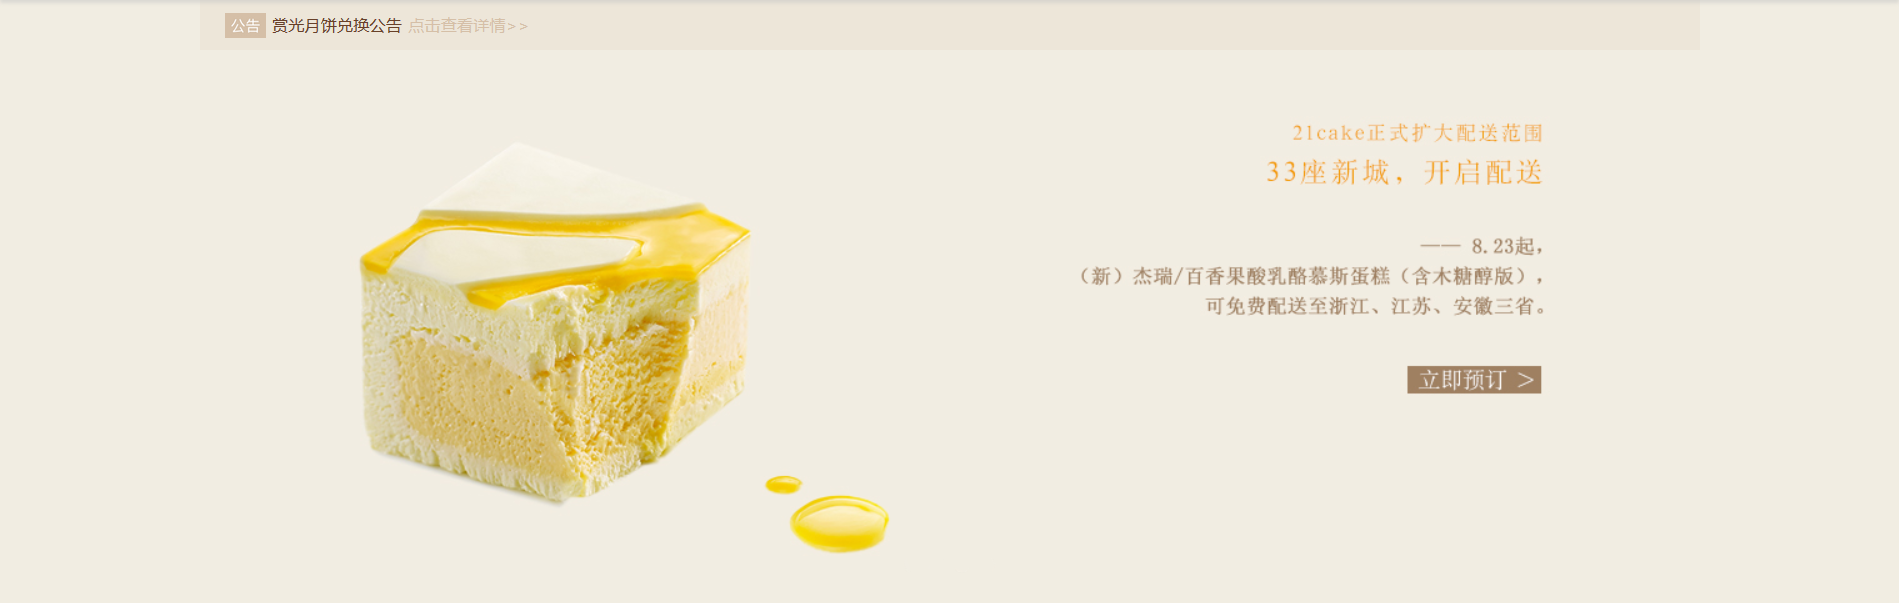 公告 赏光月饼兑换公告 点击查看详情>>
21cake正式扩大配送范围
33座新城，开启配送
—— 8.23起，
（新）杰瑞/百香果酸乳酪慕斯蛋糕（含木糖醇版），
可免费配送至浙江、江苏、安徽三省。
立即预订 >